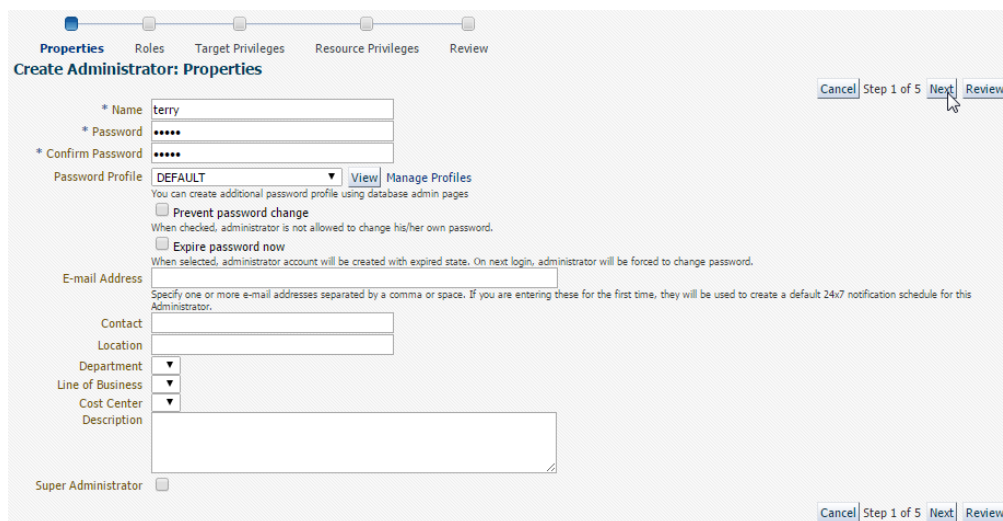 Properties Roles Target Privileges Resource Privileges Review
Create Administrator: Properties
Cancel Step 1 of 5 Next Review
* Name terry
* Password •••••
* Confirm Password •••••
Password Profile DEFAULT View Manage Profiles
You can create additional password profile using database admin pages
Prevent password change
When checked, administrator is not allowed to change his/her own password.
Expire password now
When selected, administrator account will be created with expired state. On next login, administrator will be forced to change password.
E-mail Address
Specify one or more e-mail addresses separated by a comma or space. If you are entering these for the first time, they will be used to create a default 24x7 notification schedule for this
Administrator.
Contact
Location
Department
Line of Business
Cost Center
Description
Super Administrator
Cancel Step 1 of 5 Next Review